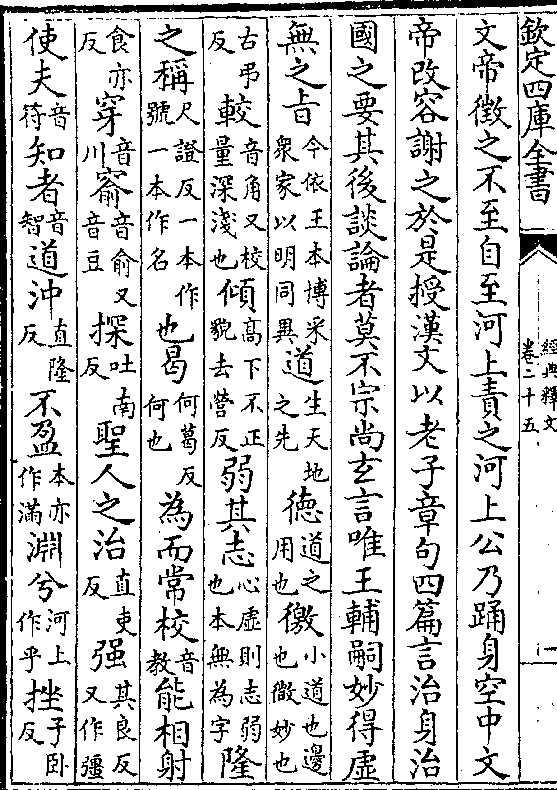 欽定四庫全書
經典釋文
卷二十五
一
文帝徵之不至自至河上責之河上公乃踊身空中文
帝改容謝之於是授漢文以老子章句四篇言治身治
國之要其後談論者莫不宗尚玄言唯王輔嗣妙得虛
無之旨今依王本博采衆家以明同異道生天地之先德道之用也徼小道也邊也微妙也
古弔反較音角又校量深淺也傾高下不正貌去營反弱其志心虛則志弱也本無為字隆
之稱尺證反一本作號一本作名也曷何葛反何也為而常校音教能相射
食亦反穿音川窬音俞又音豆探吐南反聖人之治直吏反强其良反又作彊
使夫音符知者音智道沖直隆反不盈本亦作滿淵兮河上作乎挫子卧反